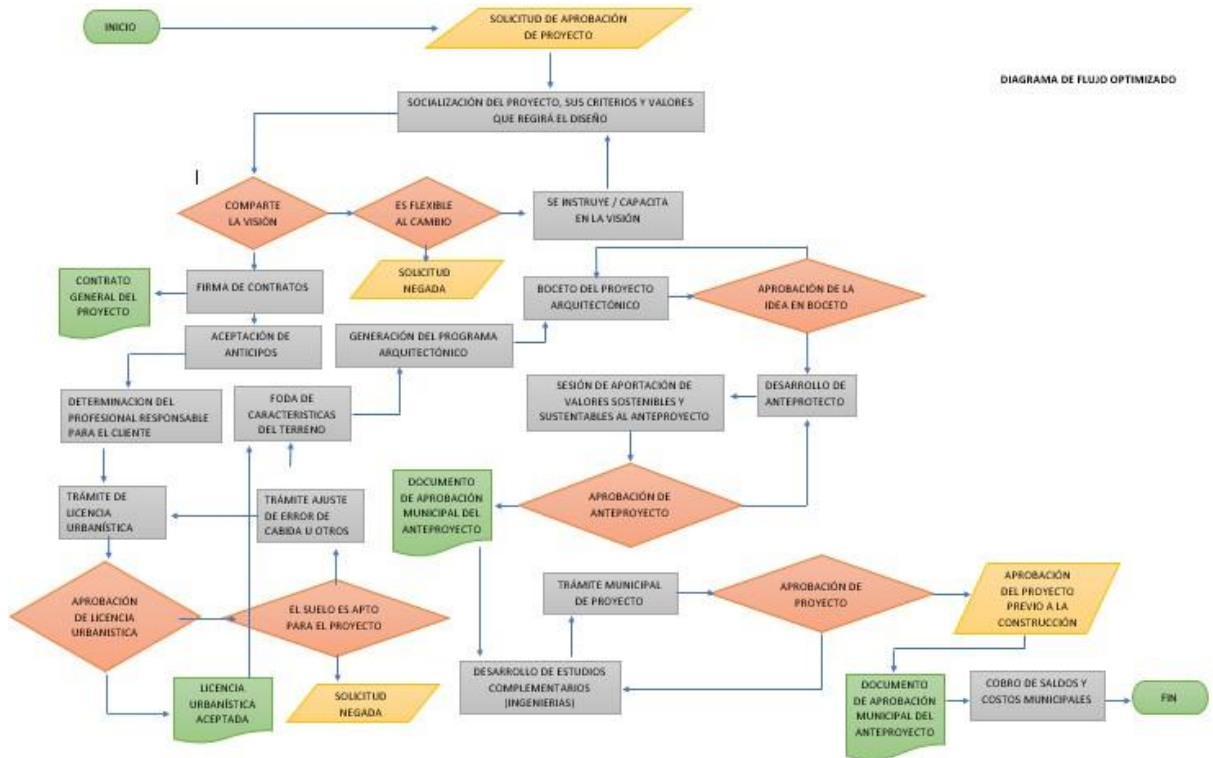 INICIO
SOLICITUD DE APROBACIÓN
DE PROYECTO
DIAGRAMA DE FLUJO OPTIMIZADO
SOCIALIZACIÓN DEL PROYECTO, SUS CRITERIOS Y VALORES
QUE REGIRÁ EL DISEÑO
COMPARTE
LA VISIÓN
ES FLEXIBLE
AL CAMBIO
SE INSTRUYE / CAPACITA
EN LA VISIÓN
SOLICITUD
NEGADA
CONTRATO
GENERAL DEL
PROYECTO
FIRMA DE CONTRATOS
BOCETO DEL PROYECTO
ARQUITECTÓNICO
APROBACIÓN DE LA
IDEA EN BOCETO
ACEPTACIÓN DE
ANTICIPOS
GENERACIÓN DEL PROGRAMA
ARQUITECTÓNICO
DETERMINACION DEL
PROFESIONAL RESPONSABLE
PARA EL CLIENTE
FODA DE
CARACTERISTICAS
DEL TERRENO
SESIÓN DE APORTACIÓN DE
VALORES SOSTENIBLES Y
SUSTENTABLES AL ANTEPROYECTO
DESARROLLO DE
ANTEPROTECTO
TRÁMITE DE
LICENCIA
URBANÍSTICA
TRÁMITE AJUSTE
DE ERROR DE
CABIDA U OTROS
DOCUMENTO
DE APROBACIÓN
MUNICIPAL DEL
ANTEPROYECTO
APROBACIÓN DE
ANTEPROYECTO
APROBACIÓN
DE LICENCIA
URBANISTICA
EL SUELO ES APTO
PARA EL PROYECTO
TRÁMITE MUNICIPAL
DE PROYECTO
APROBACIÓN DE
PROYECTO
APROBACIÓN
DEL PROYECTO
PREVIO A LA
CONSTRUCCIÓN
LICENCIA
URBANÍSTICA
ACEPTADA
SOLICITUD
NEGADA
DESARROLLO DE ESTUDIOS
COMPLEMENTARIOS
(INGENIERIAS)
DOCUMENTO
DE APROBACIÓN
MUNICIPAL DEL
ANTEPROYECTO
COBRO DE SALDOS Y
COSTOS MUNICIPALES
FIN